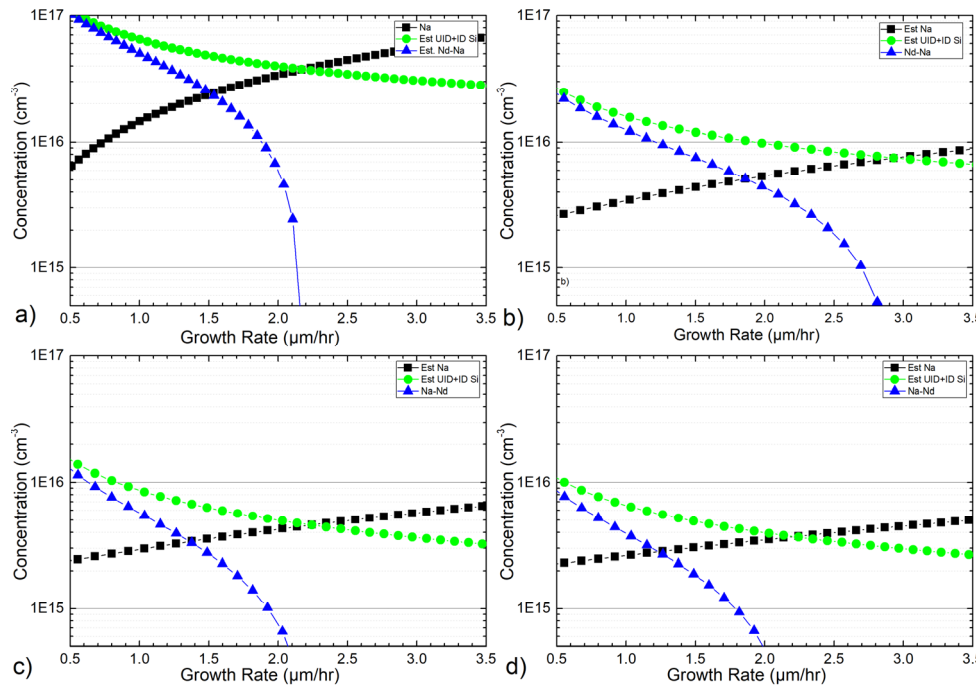 1E17
1E16
1E15
Concentration (cm⁻³)
Na
Est UID+ID Si
Est. Nd-Na
a)
0.5 1.0 1.5 2.0 2.5 3.0 3.5
Growth Rate (µm/hr)
1E17
1E16
1E15
Concentration (cm⁻³)
Est Na
Est UID+ID Si
Nd-Na
b)
b)
0.5 1.0 1.5 2.0 2.5 3.0 3.5
Growth Rate (µm/hr)
1E17
1E16
1E15
Concentration (cm⁻³)
Est Na
Est UID+ID Si
Na-Nd
c)
0.5 1.0 1.5 2.0 2.5 3.0 3.5
Growth Rate (µm/hr)
1E17
1E16
1E15
Concentration (cm⁻³)
Est Na
Est UID+ID Si
Na-Nd
d)
0.5 1.0 1.5 2.0 2.5 3.0 3.5
Growth Rate (µm/hr)